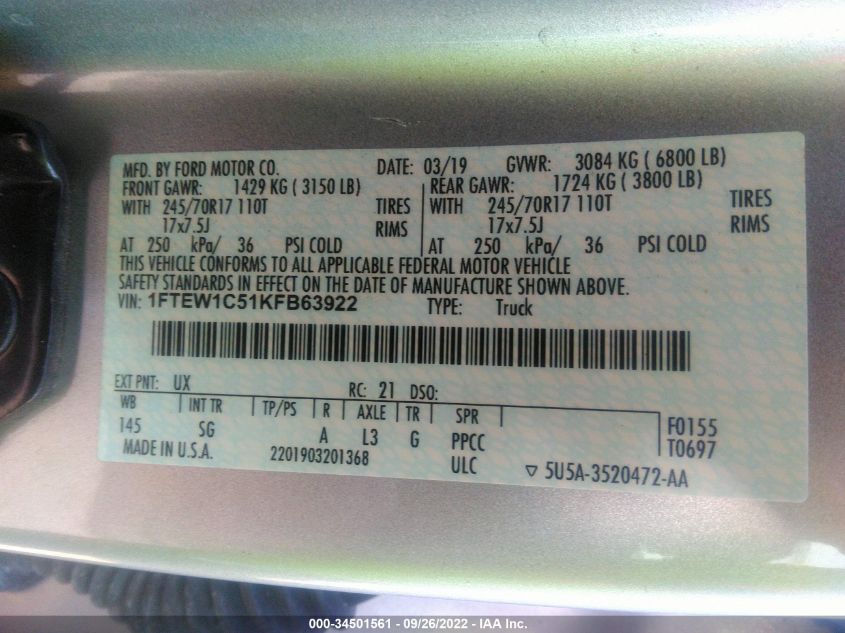 MFD. BY FORD MOTOR CO. DATE: 03/19 GVWR: 3084 KG ( 6800 LB)
FRONT GAWR: 1429 KG ( 3150 LB) REAR GAWR: 1724 KG ( 3800 LB)
WITH 245/70R17 110T TIRES WITH 245/70R17 110T TIRES
17x7.5J RIMS 17x7.5J RIMS
AT 250 kPa/ 36 PSI COLD AT 250 kPa/ 36 PSI COLD
THIS VEHICLE CONFORMS TO ALL APPLICABLE FEDERAL MOTOR VEHICLE
SAFETY STANDARDS IN EFFECT ON THE DATE OF MANUFACTURE SHOWN ABOVE.
VIN: 1FTEW1C51KFB63922 TYPE: Truck
EXT PNT: UX RC: 21 DSO:
WB INT TR TP/PS R AXLE TR SPR F0155
145 SG A L3 G PPCC T0697
MADE IN U.S.A. 2201903201368 ULC ▽ 5U5A-3520472-AA
000-34501561 - 09/26/2022 - IAA Inc.